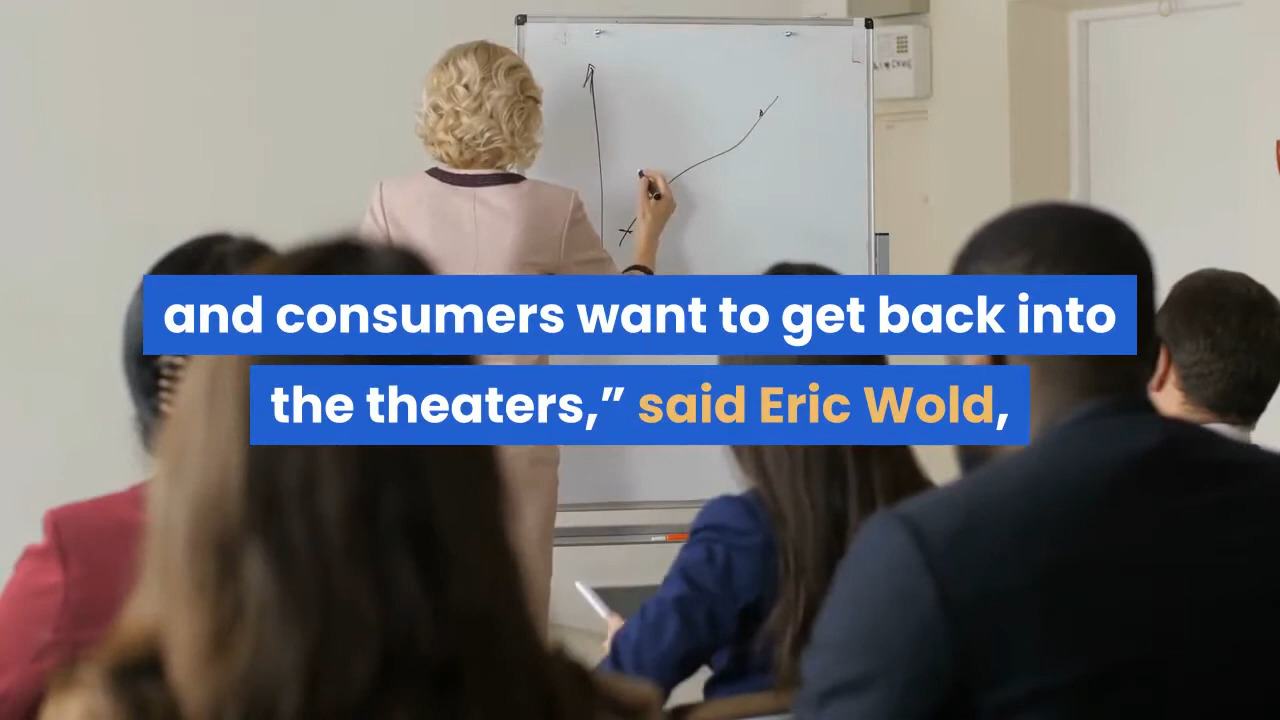 and consumers want to get back into
the theaters,” said Eric Wold,